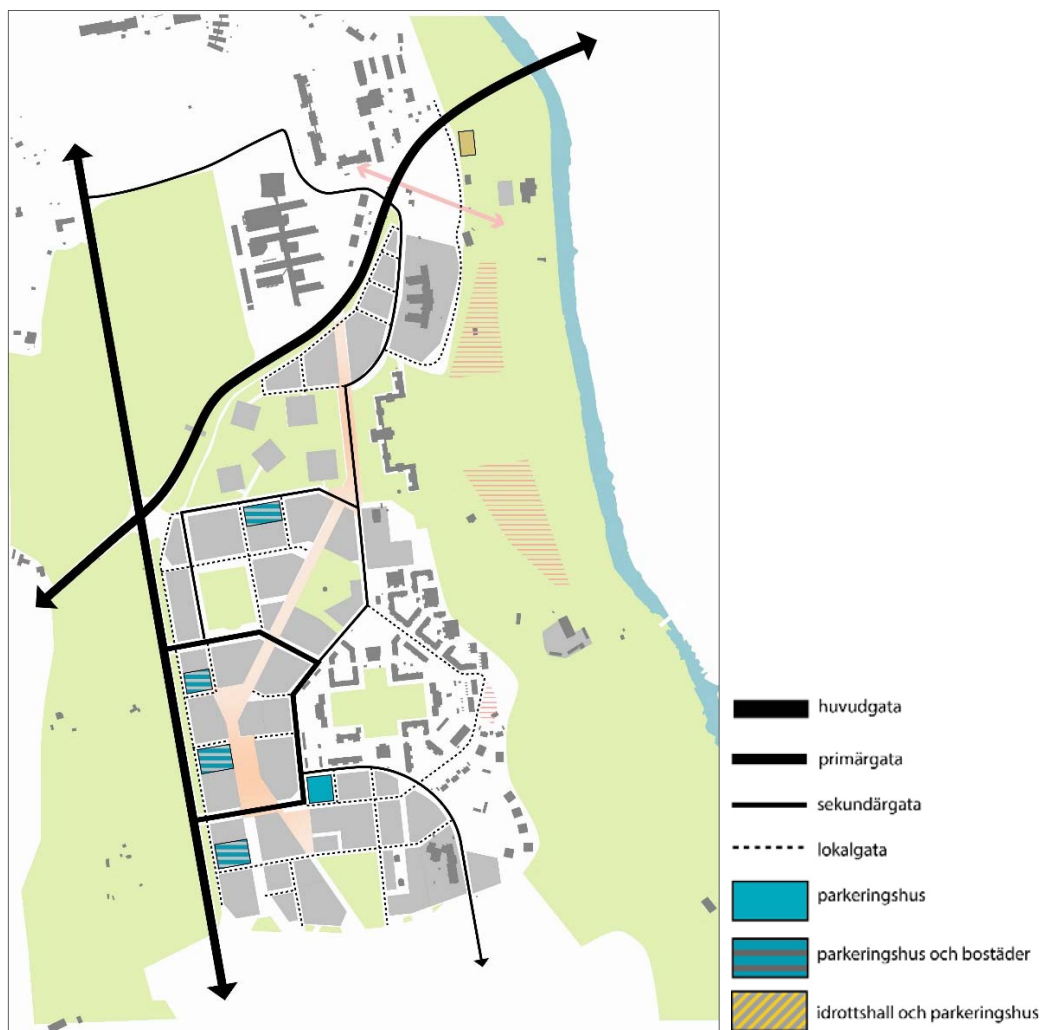 huvudgata
primärgata
sekundärgata
lokalgata
parkeringshus
parkeringshus och bostäder
idrottshall och parkeringshus